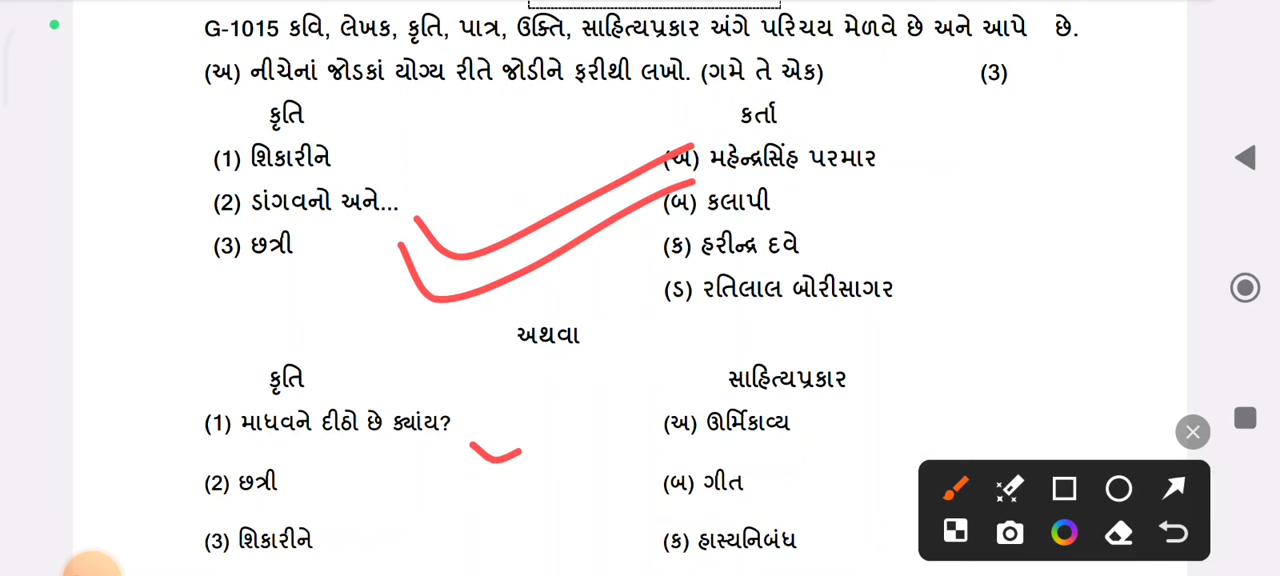 G-1015 કવિ, લેખક, કૃતિ, પાત્ર, ઉક્તિ, સાહિત્યપ્રકાર અંગે પરિચય મેળવે છે અને આપે છે.
(અ) નીચેનાં જોડકાં યોગ્ય રીતે જોડીને ફરીથી લખો. (ગમે તે એક) (3)
કૃતિ કર્તા
(1) શિકારીને (અ) મહેન્દ્રસિંહ પરમાર
(2) ડાંગવનો અને... (બ) કલાપી
(3) છત્રી (ક) હરીન્દ્ર દવે
(ડ) રતિલાલ બોરીસાગર
અથવા
કૃતિ સાહિત્યપ્રકાર
(1) માધવને દીઠો છે ક્યાંય? (અ) ઊર્મિકાવ્ય
(2) છત્રી (બ) ગીત
(3) શિકારીને (ક) હાસ્યનિબંધ